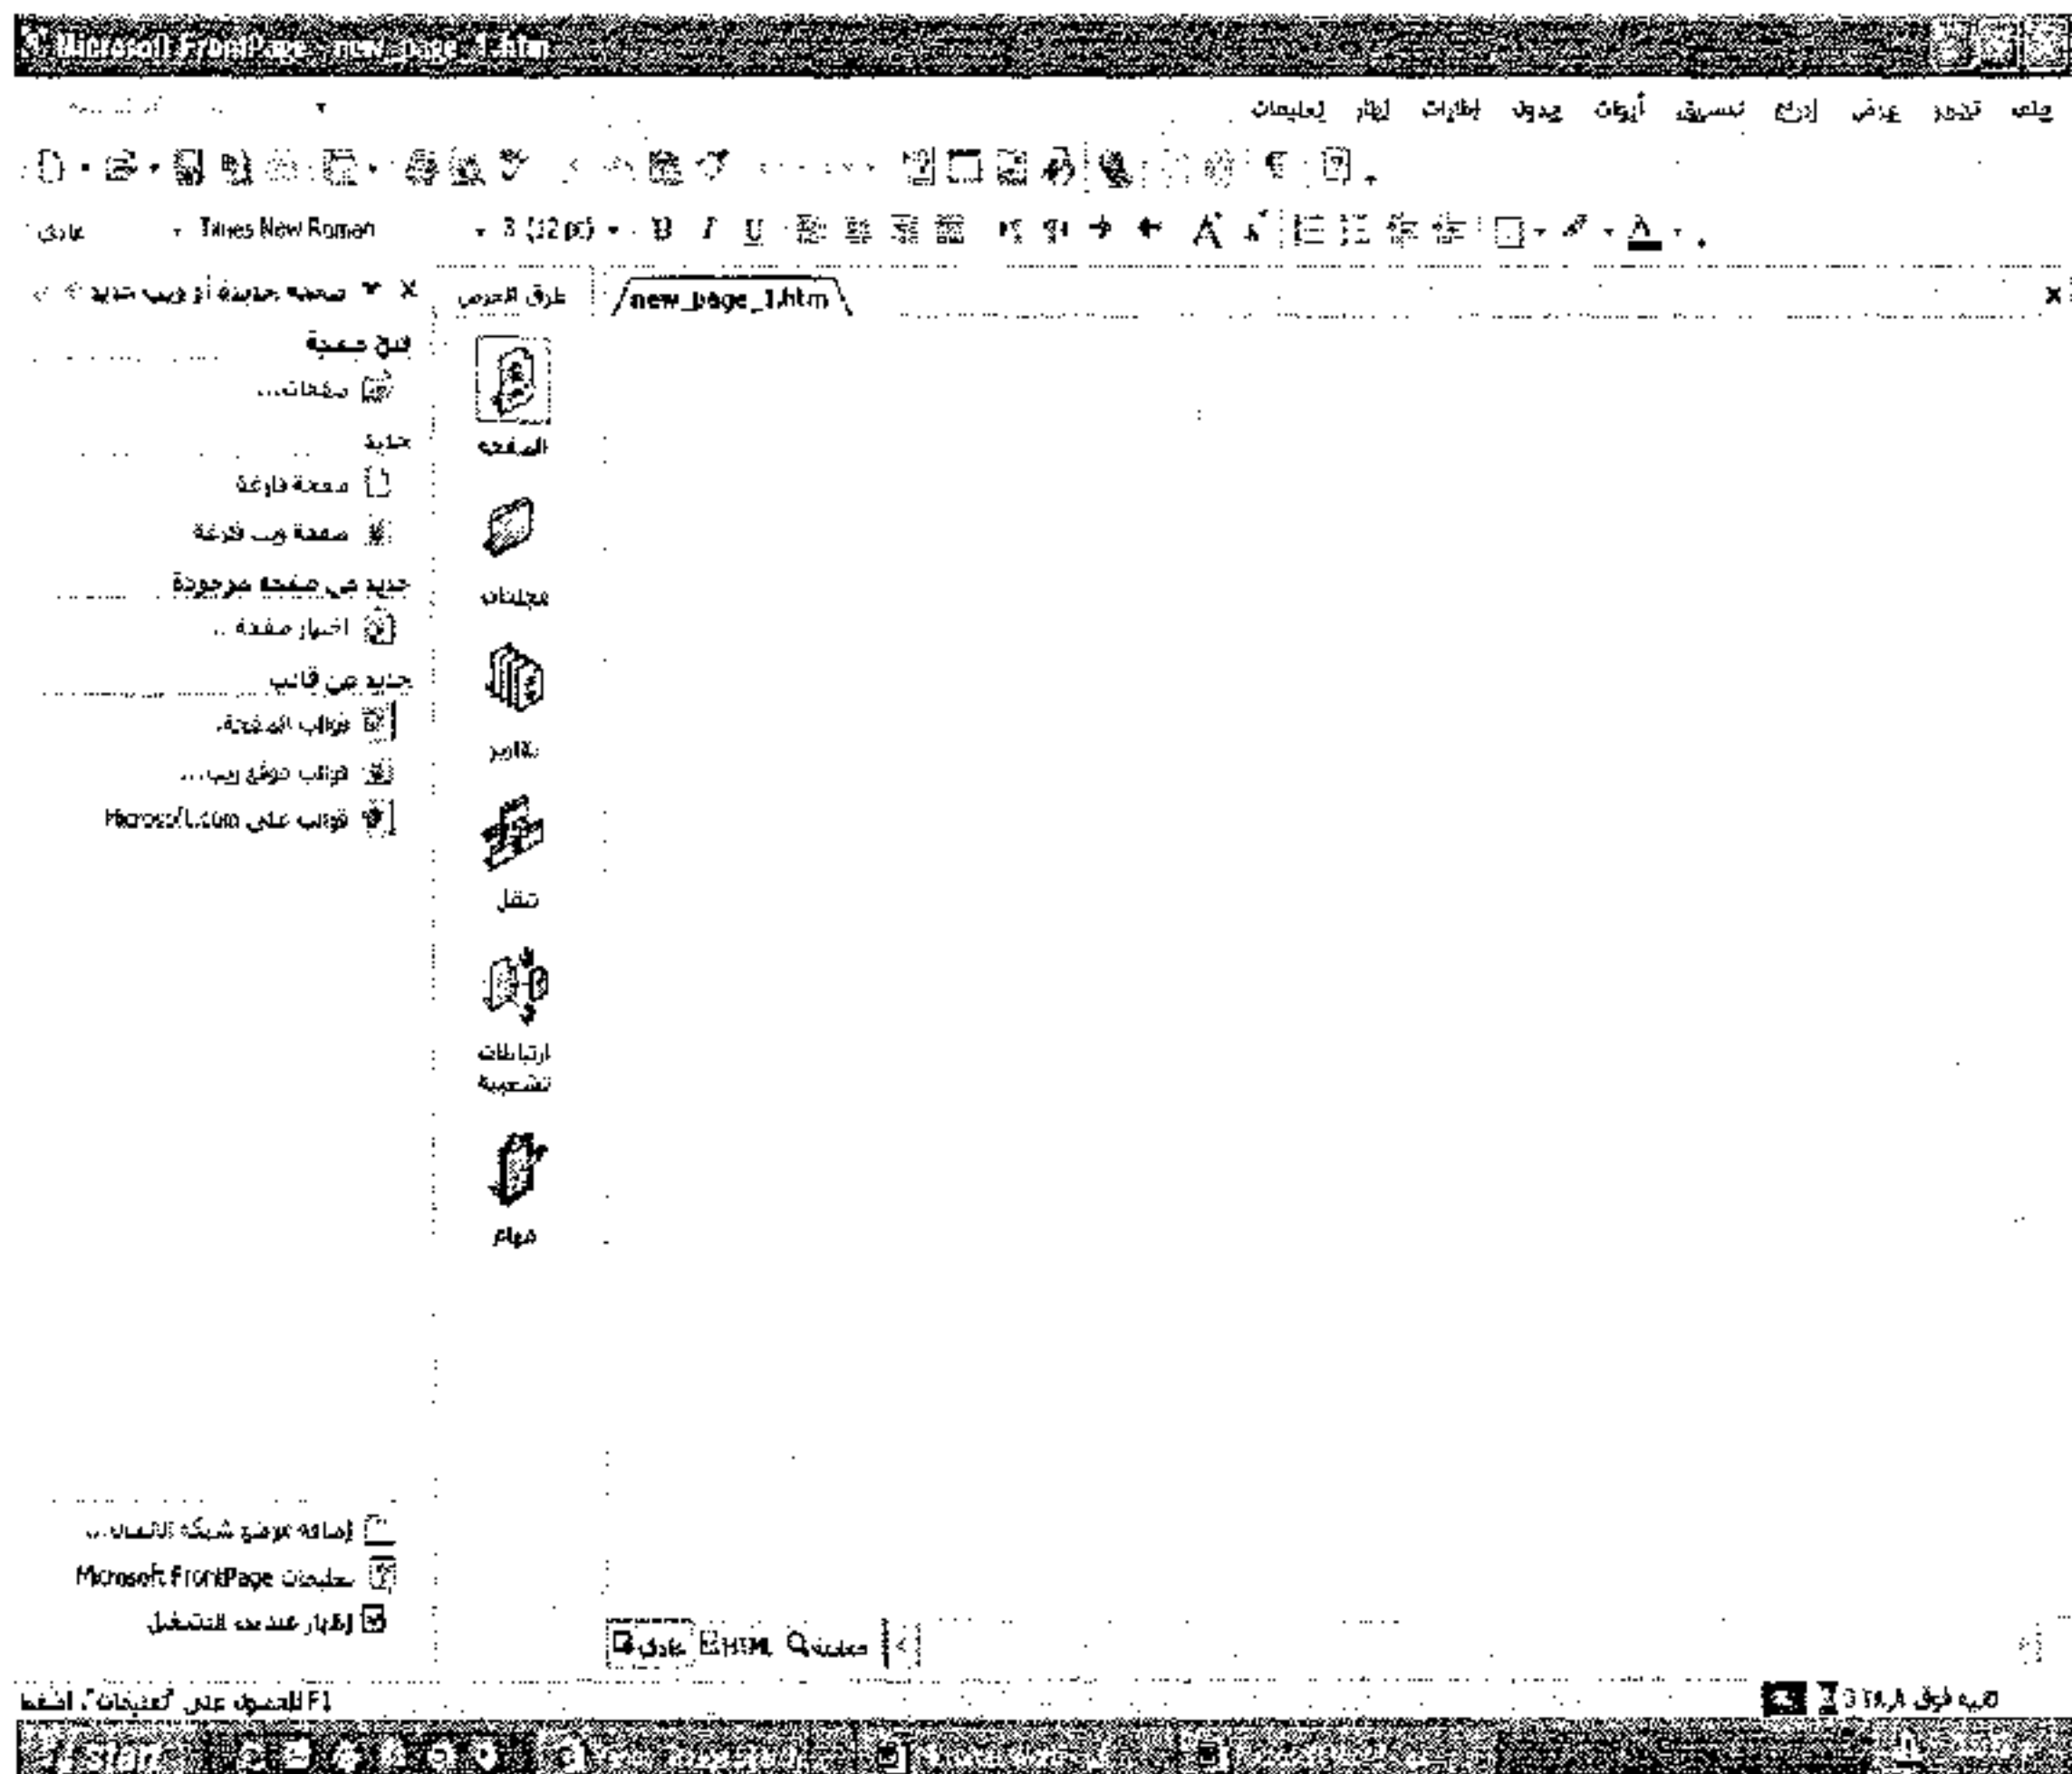 Microsoft FrontPage - new_page_1.htm
ملف تحرير عرض إدراج تنسيق أدوات جدول إطارات إطار تعليمات
عادي Times New Roman 3 (12 pt) B I U A A A
صفحة جديدة أو ويب جديد
طرق العرض
new_page_1.htm
فتح صفحة
صفحات...
جديد
صفحة فارغة
صفحة ويب فارغة
جديد من صفحة موجودة
اختيار صفحة..
جديد من قالب
قوالب الصفحة
قوالب موقع ويب...
قوالب على Microsoft.com
الصفحة
مجلدات
تقارير
تنقل
ارتباطات
تشعبية
مهام
إضافة موضع شبكة اتصال...
تعليمات Microsoft FrontPage
إظهار عند بدء التشغيل
عادي HTML معاينة
للحصول على "تعليمات"، اضغط F1
ثانية فوق
Start